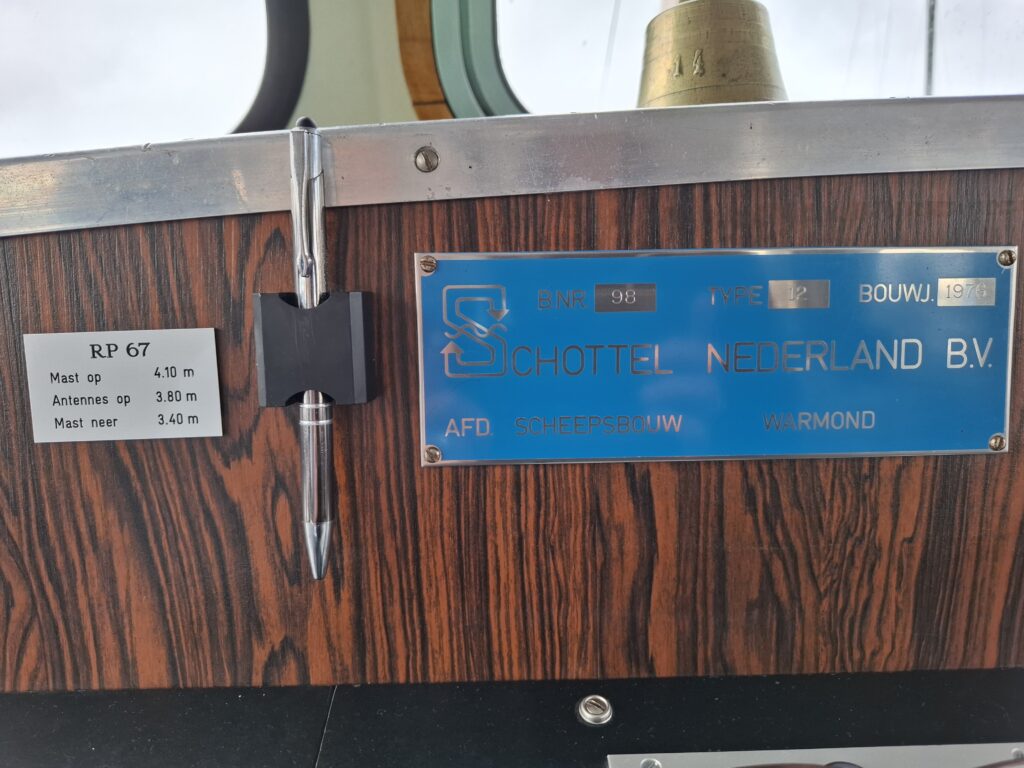 14
RP 67
Mast op 4.10 m
Antennes op 3.80 m
Mast neer 3.40 m
B.NR. 98 TYPE 12 BOUWJ. 1976
SCHOTTEL NEDERLAND B.V.
AFD. SCHEEPSBOUW WARMOND